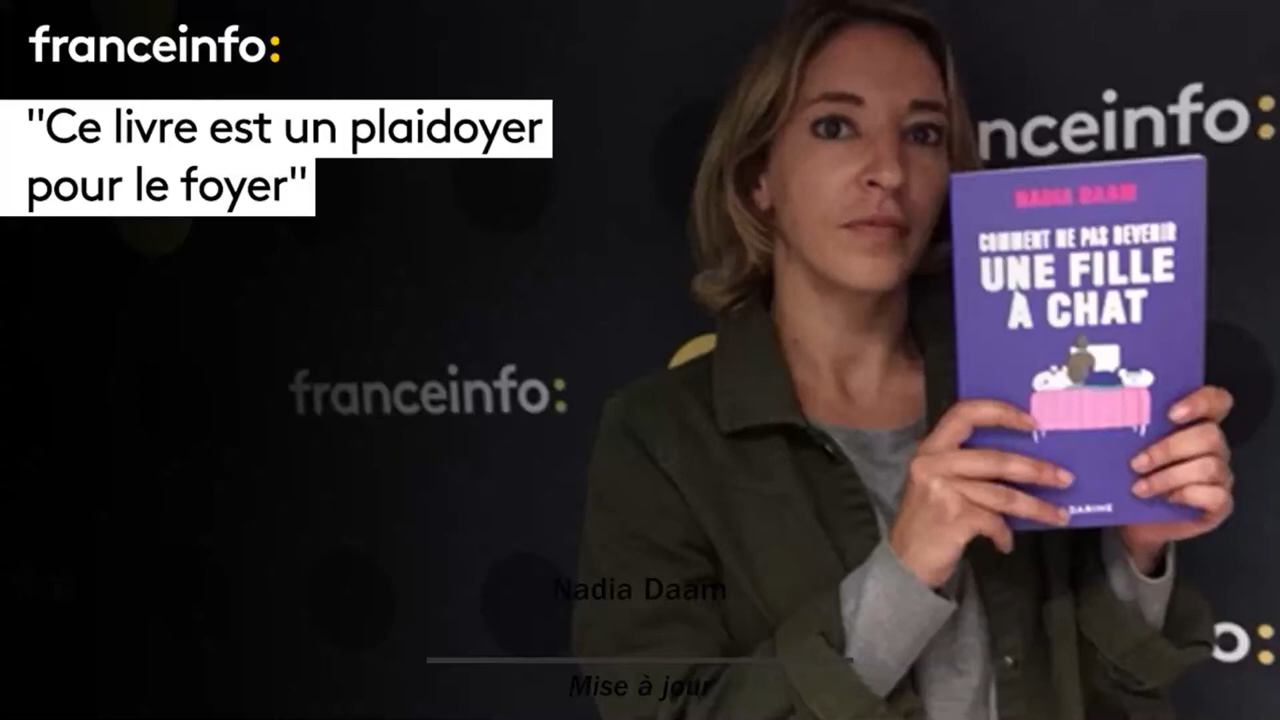 franceinfo:
"Ce livre est un plaidoyer
pour le foyer"
nceinfo:
NADIA DAAM
COMMENT NE PAS DEVENIR
UNE FILLE
À CHAT
franceinfo:
Nadia Daam
o:
Mise à jour